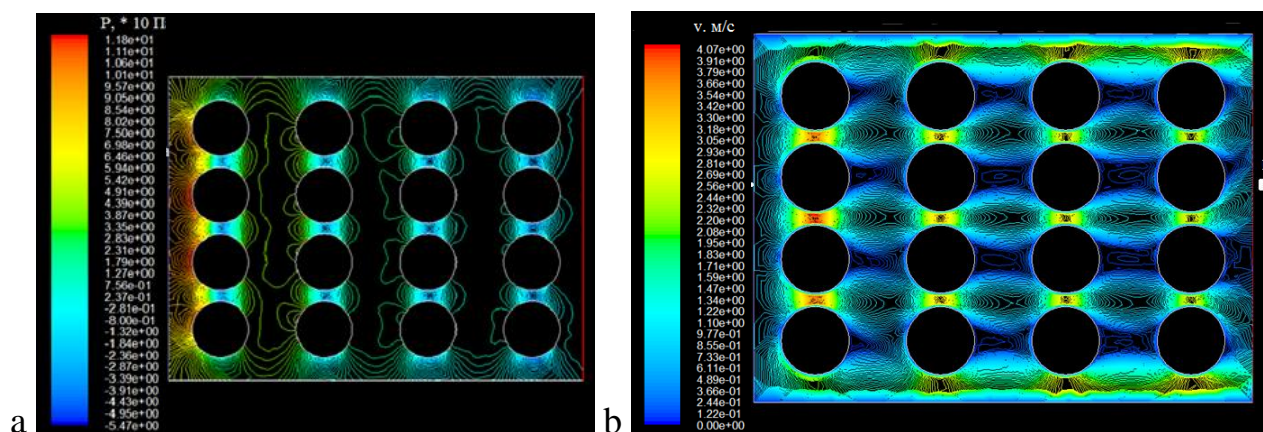 P, * 10 П
1.18e+01
1.11e+01
1.06e+01
1.01e+01
9.57e+00
9.05e+00
8.54e+00
8.02e+00
7.50e+00
6.98e+00
6.46e+00
5.94e+00
5.42e+00
4.91e+00
4.39e+00
3.87e+00
3.35e+00
2.83e+00
2.31e+00
1.79e+00
1.27e+00
7.56e-01
2.37e-01
-2.81e-01
-8.00e-01
-1.32e+00
-1.84e+00
-2.36e+00
-2.87e+00
-3.39e+00
-3.91e+00
-4.43e+00
-4.95e+00
-5.47e+00
a
v. м/с
4.07e+00
3.91e+00
3.79e+00
3.66e+00
3.54e+00
3.42e+00
3.30e+00
3.18e+00
3.05e+00
2.93e+00
2.81e+00
2.69e+00
2.56e+00
2.44e+00
2.32e+00
2.20e+00
2.08e+00
1.95e+00
1.83e+00
1.71e+00
1.59e+00
1.47e+00
1.34e+00
1.22e+00
1.10e+00
9.77e-01
8.55e-01
7.33e-01
6.11e-01
4.89e-01
3.66e-01
2.44e-01
1.22e-01
0.00e+00
b